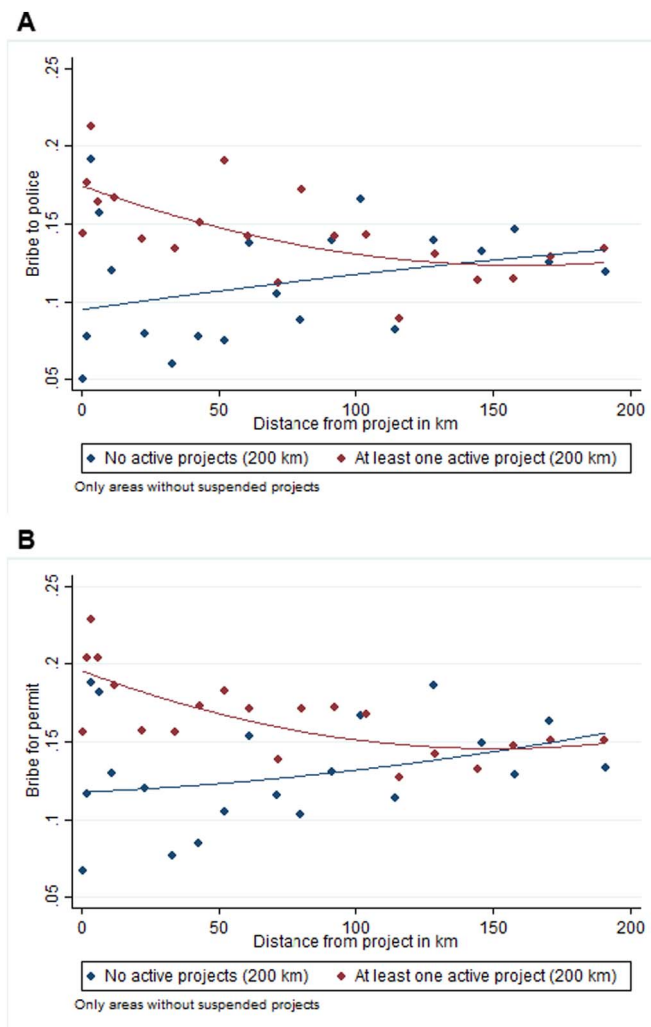 A
.25
.2
.15
.1
.05
Bribe to police
0 50 100 150 200
Distance from project in km
No active projects (200 km) At least one active project (200 km)
Only areas without suspended projects
B
.25
.2
.15
.1
.05
Bribe for permit
0 50 100 150 200
Distance from project in km
No active projects (200 km) At least one active project (200 km)
Only areas without suspended projects